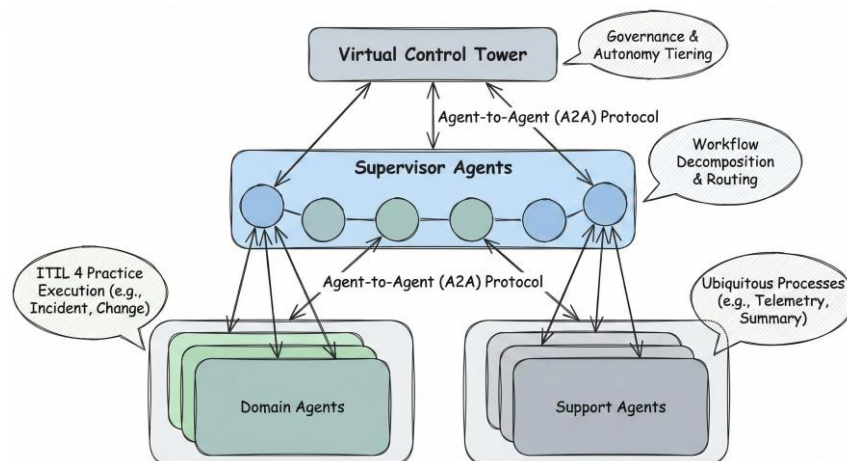 Virtual Control Tower
Governance &
Autonomy Tiering
Agent-to-Agent (A2A) Protocol
Supervisor Agents
Workflow
Decomposition
& Routing
ITIL 4 Practice
Execution (e.g.,
Incident, Change)
Agent-to-Agent (A2A) Protocol
Ubiquitous Processes
(e.g., Telemetry,
Summary)
Domain Agents
Support Agents